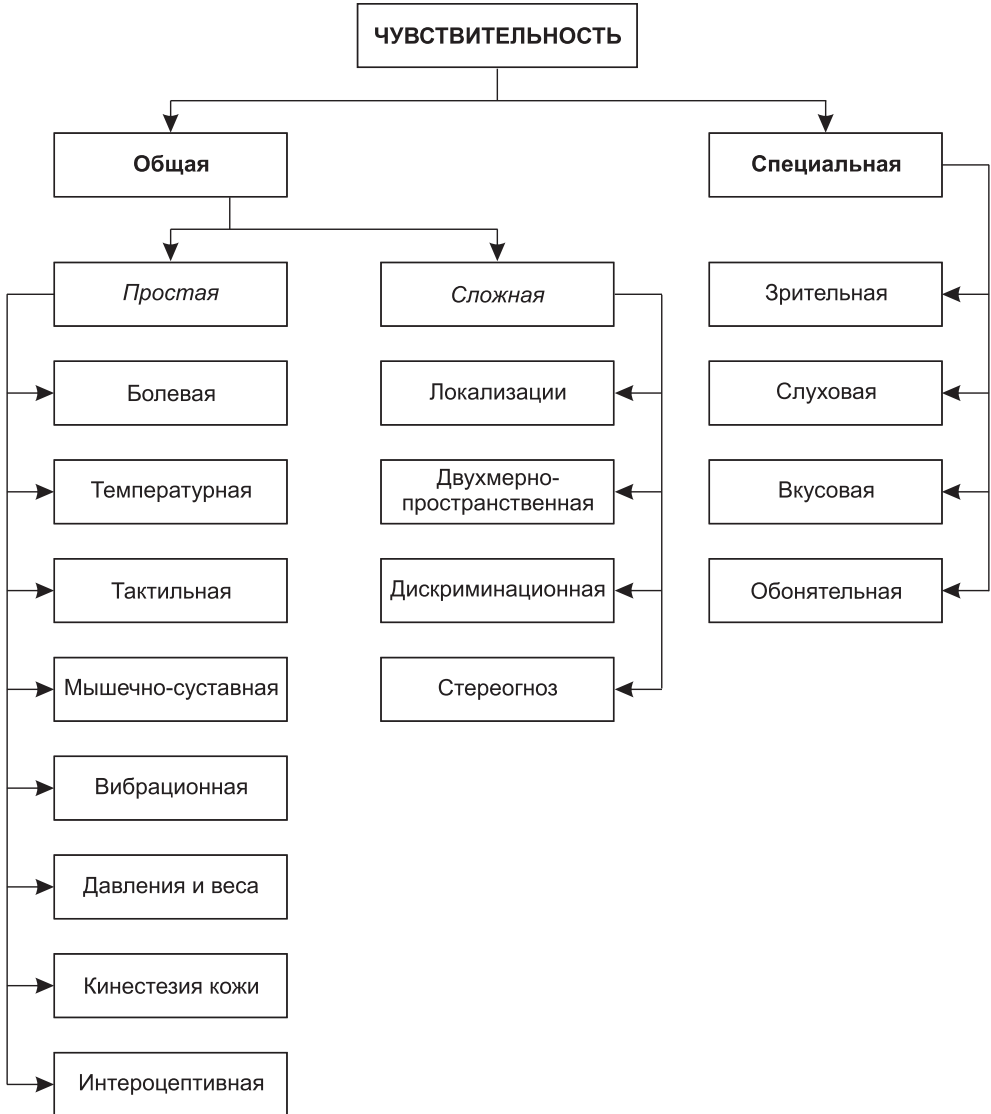 ЧУВСТВИТЕЛЬНОСТЬ
Общая
Специальная
Простая
Сложная
Зрительная
Болевая
Локализации
Слуховая
Температурная
Двухмерно-
пространственная
Вкусовая
Тактильная
Дискриминационная
Обонятельная
Мышечно-суставная
Стереогноз
Вибрационная
Давления и веса
Кинестезия кожи
Интероцептивная